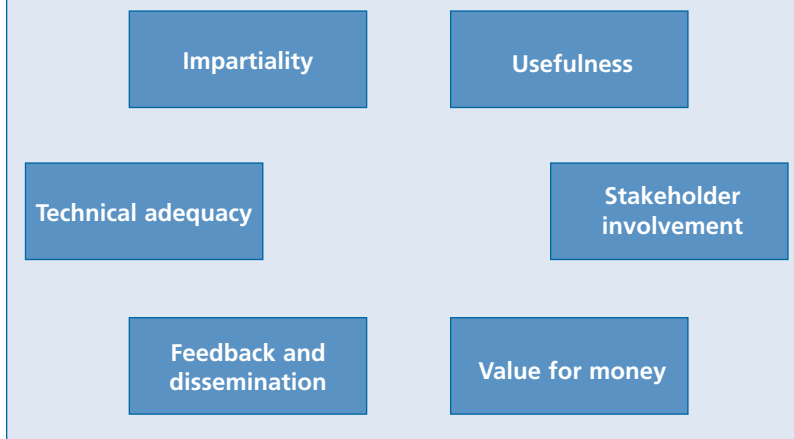 Impartiality
Usefulness
Technical adequacy
Stakeholder
involvement
Feedback and
dissemination
Value for money